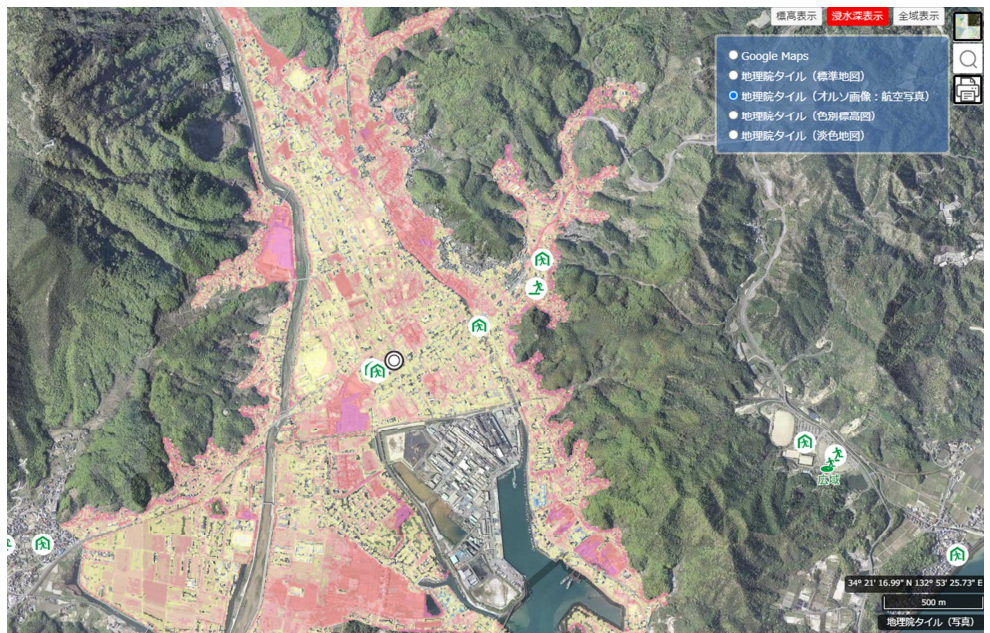 標高表示
浸水深表示
全域表示
Google Maps
地理院タイル（標準地図）
地理院タイル（オルソ画像：航空写真）
地理院タイル（色別標高図）
地理院タイル（淡色地図）
広域
34° 21' 16.99" N 132° 53' 25.73" E
500 m
地理院タイル（写真）